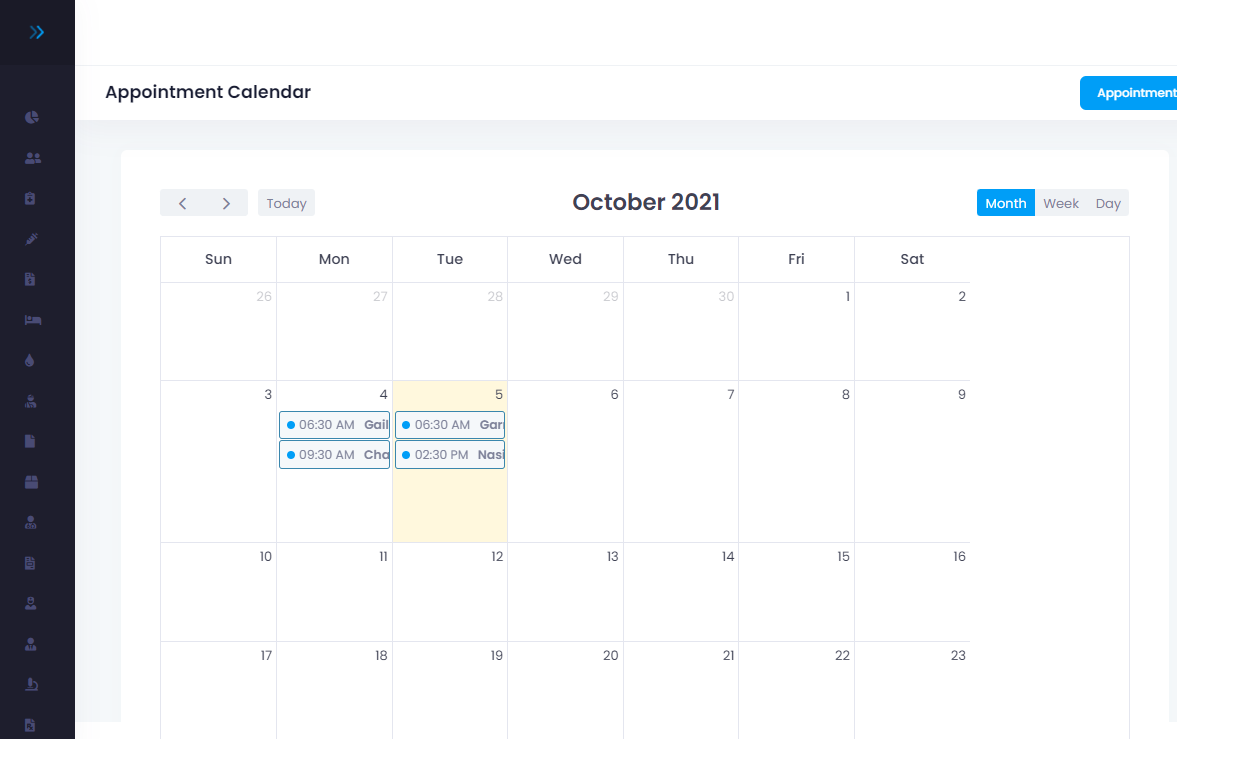 Appointment Calendar
Appointment
Today
October 2021
Month Week Day
Sun Mon Tue Wed Thu Fri Sat
26 27 28 29 30 1 2
3 4 5 6 7 8 9
06:30 AM Gail 06:30 AM Gar
09:30 AM Cha 02:30 PM Nasi
10 11 12 13 14 15 16
17 18 19 20 21 22 23